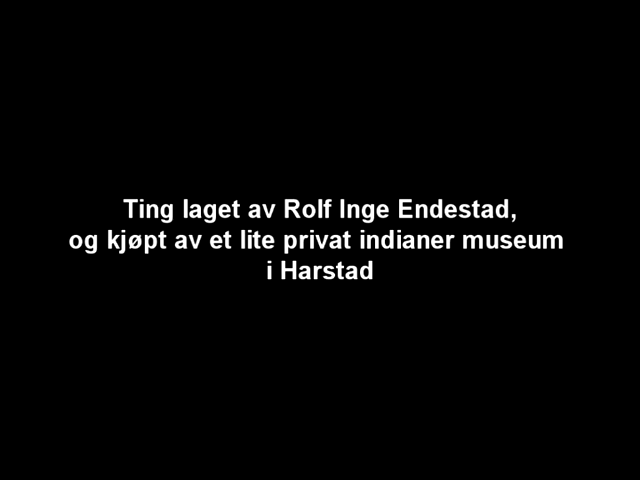 Ting laget av Rolf Inge Endestad,
og kjøpt av et lite privat indianer museum
i Harstad